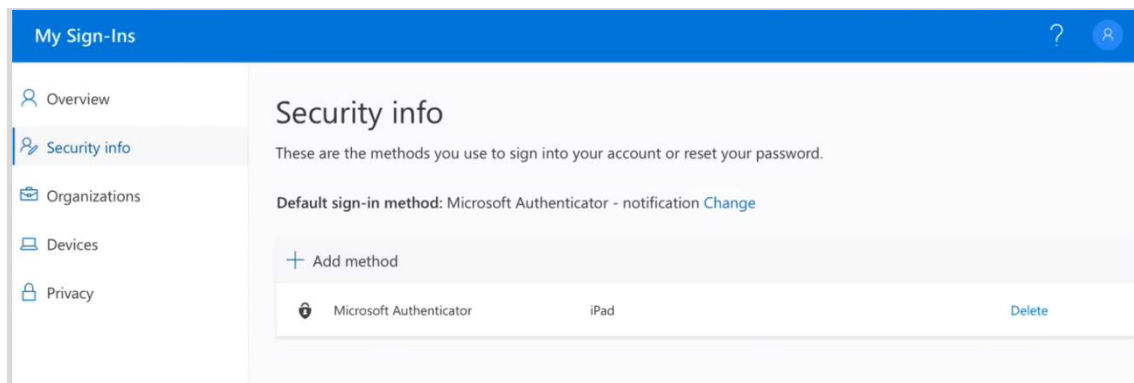 My Sign-Ins
?
Overview
Security info
Organizations
Devices
Privacy
Security info
These are the methods you use to sign into your account or reset your password.
Default sign-in method: Microsoft Authenticator - notification Change
+ Add method
Microsoft Authenticator iPad Delete